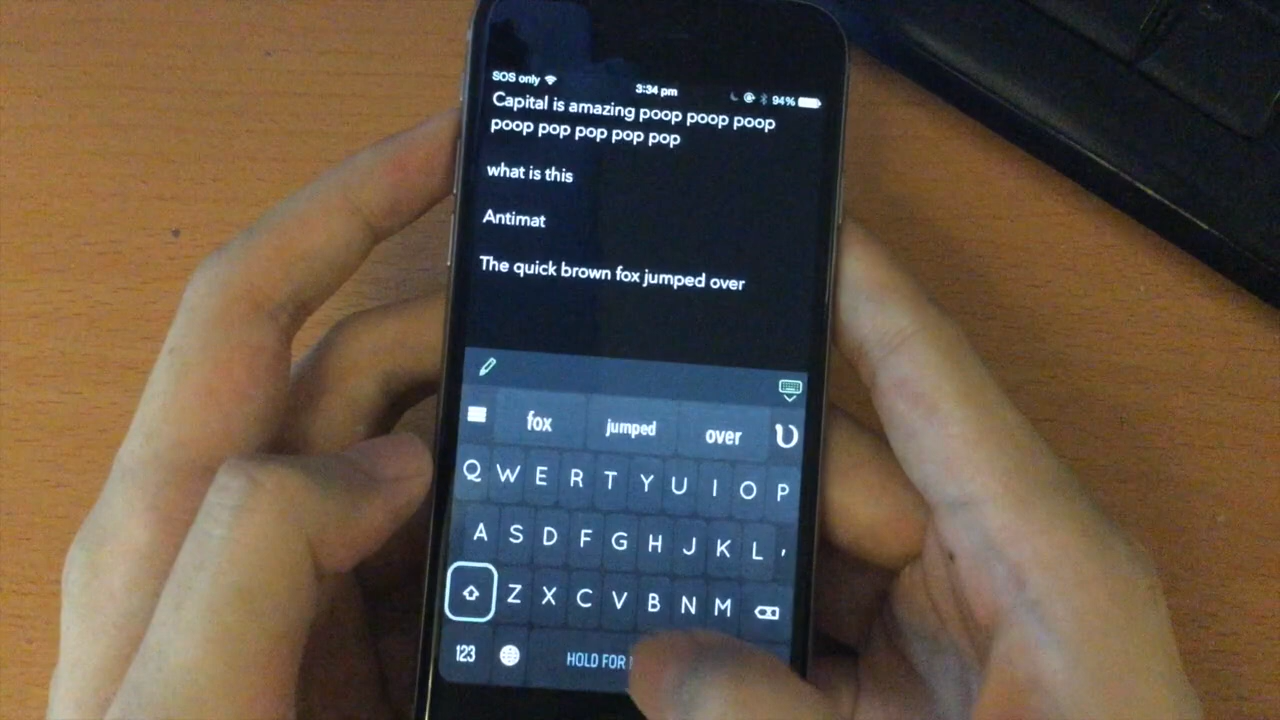 SOS only 3:34 pm 94%
Capital is amazing poop poop poop
poop pop pop pop pop
what is this
Antimat
The quick brown fox jumped over
fox jumped over
Q W E R T Y U I O P
A S D F G H J K L '
Z X C V B N M
123 HOLD FOR